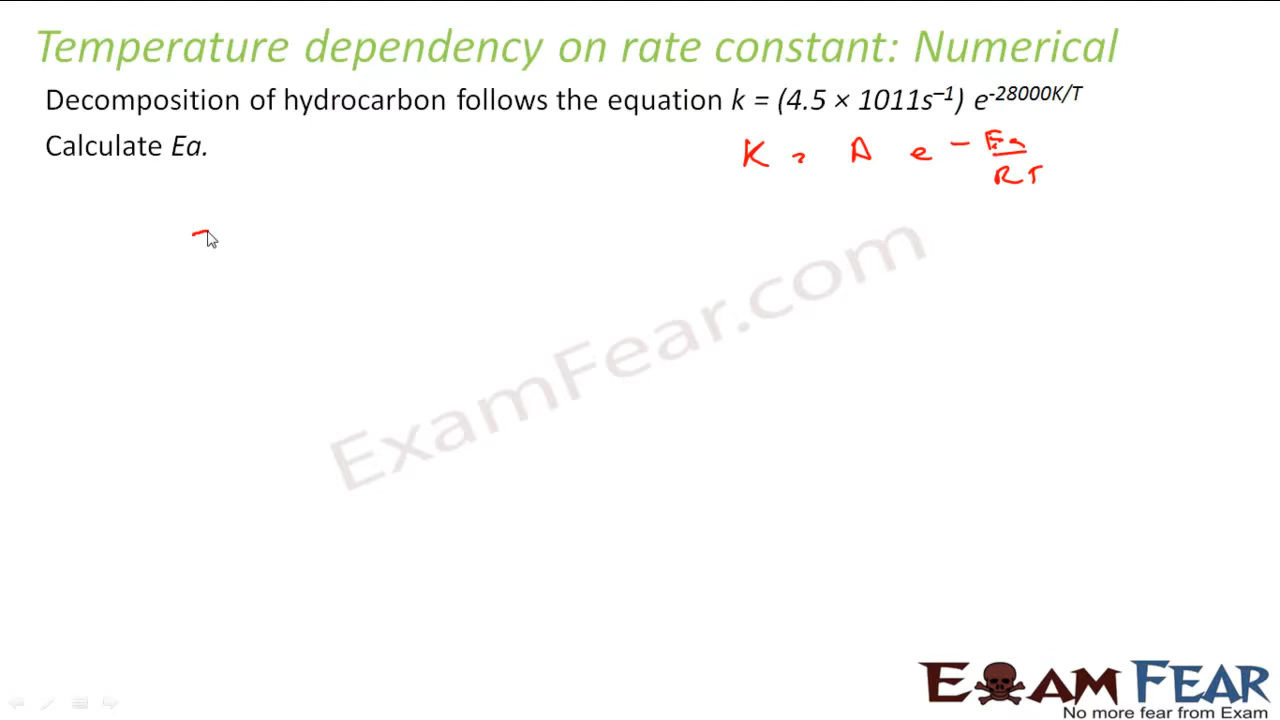 Temperature dependency on rate constant: Numerical
Decomposition of hydrocarbon follows the equation k = (4.5 × 1011s⁻¹) e^-28000K/T
Calculate Ea.
K = A e - Ea
RT
ExamFear.com
EXAM FEAR
No more fear from Exam